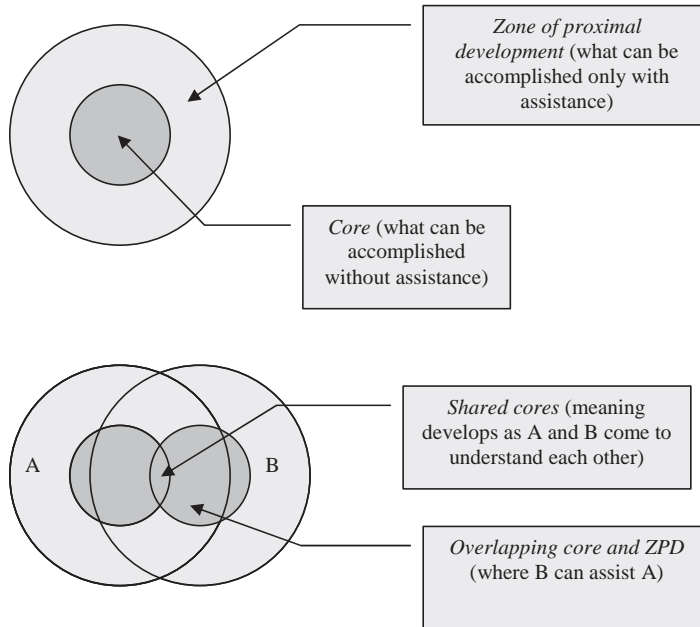 Zone of proximal
development (what can be
accomplished only with
assistance)
Core (what can be
accomplished
without assistance)
A
B
Shared cores (meaning
develops as A and B come to
understand each other)
Overlapping core and ZPD
(where B can assist A)